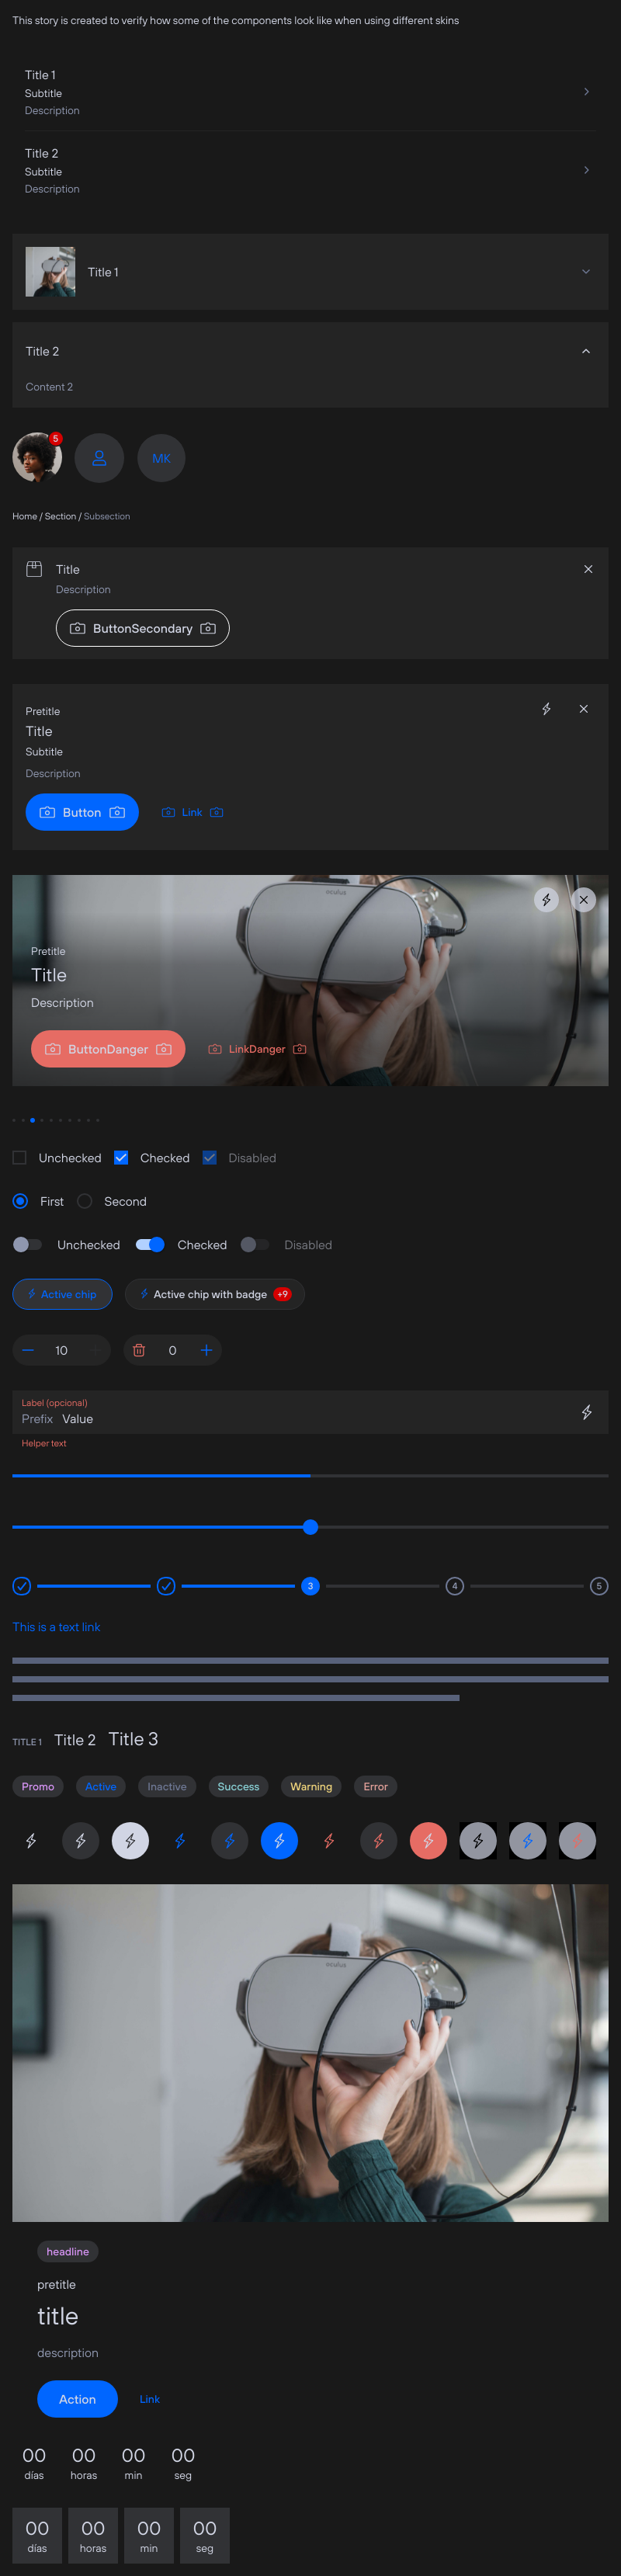 This story is created to verify how some of the components look like when using different skins
Title 1
Subtitle
Description
Title 2
Subtitle
Description
Title 1
Title 2
Content 2
5
MK
Home / Section / Subsection
Title
Description
ButtonSecondary
Pretitle
Title
Subtitle
Description
Button Link
oculus
Pretitle
Title
Description
ButtonDanger LinkDanger
Unchecked Checked Disabled
First Second
Unchecked Checked Disabled
Active chip Active chip with badge +9
10 0
Label (opcional)
Prefix Value
Helper text
3 4 5
This is a text link
TITLE 1 Title 2 Title 3
Promo Active Inactive Success Warning Error
oculus
headline
pretitle
title
description
Action Link
00 00 00 00
días horas min seg
00 00 00 00
días horas min seg